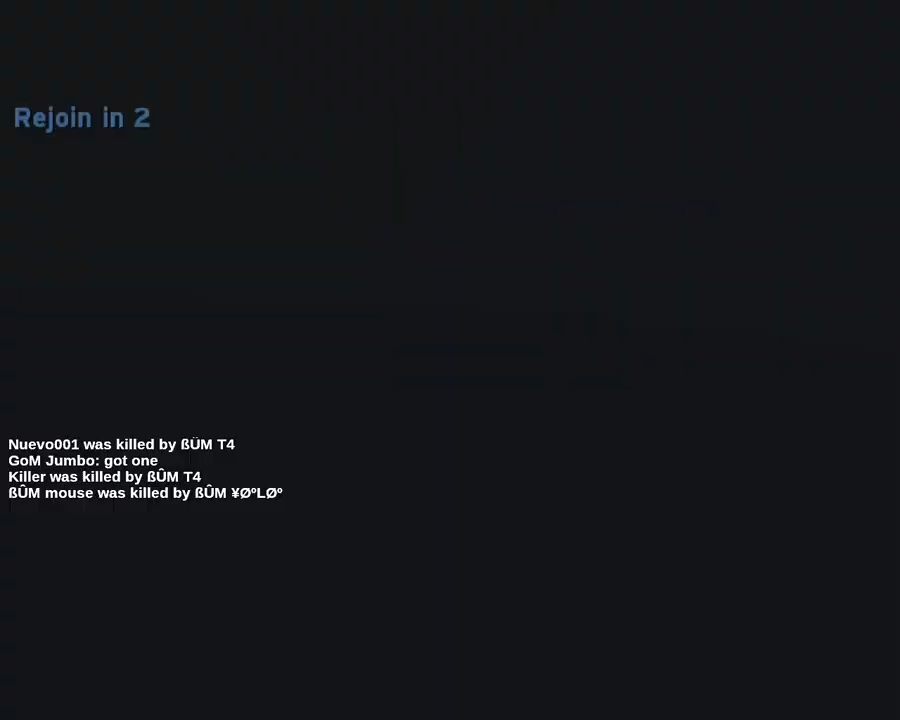 Rejoin in 2
Nuevo001 was killed by ßÛM T4
GoM Jumbo: got one
Killer was killed by ßÛM T4
ßÛM mouse was killed by ßÛM ¥ØºLØº